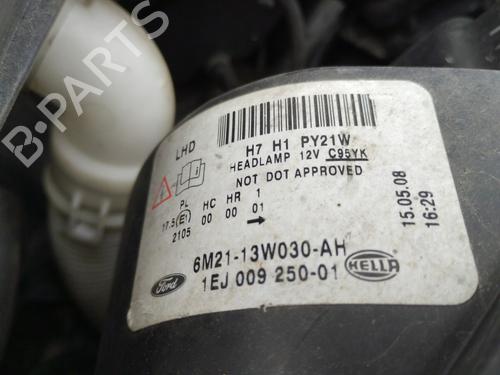 H7 H1 PY21W
LHD
HEADLAMP 12V C95YK
NOT DOT APPROVED
PL HC HR 1
17.5 E1 00 00 01
2105
15.05.08
16:29
6M21-13W030-AH
1EJ 009 250-01
Ford
HELLA
B-PARTS